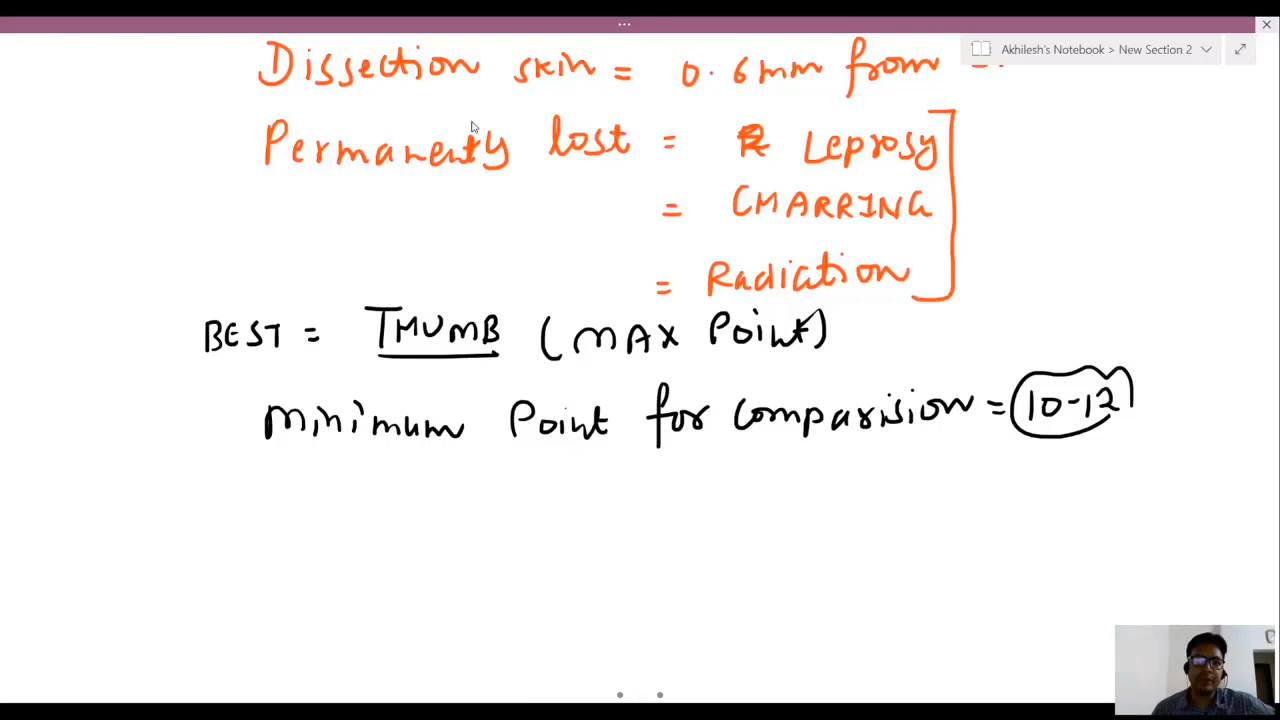 Akhilesh's Notebook > New Section 2
Dissection skin = 0.6mm from
Permanently lost = Leprosy
= CHARRING
= Radiation
BEST = THUMB (MAX Point)
Minimum Point for comparision = 10-12